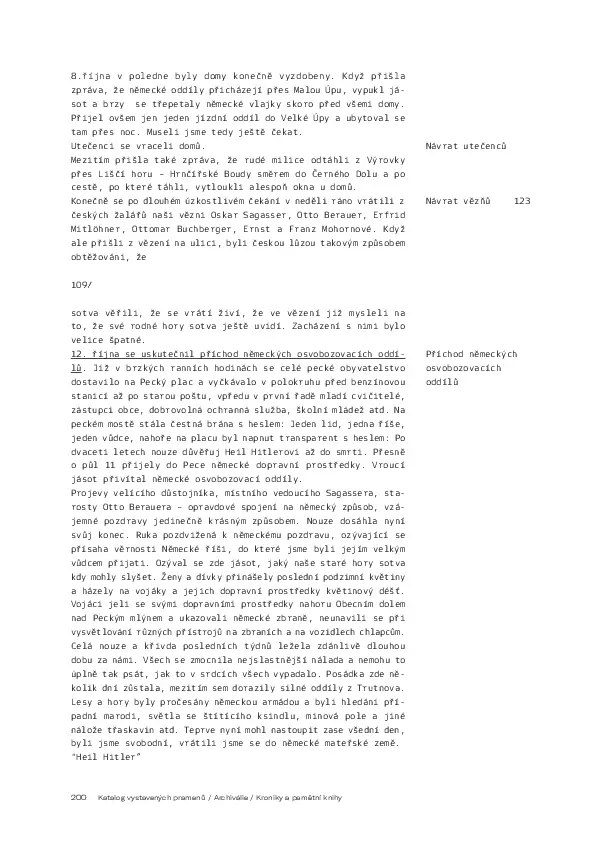 8.října v poledne byly domy konečně vyzdobeny. Když přišla
zpráva, že německé oddíly přicházejí přes Malou Úpu, vypukl já-
sot a brzy se třepetaly německé vlajky skoro před všemi domy.
Přijel ovšem jen jeden jízdní oddíl do Velké Úpy a ubytoval se
tam přes noc. Museli jsme tedy ještě čekat.
Utečenci se vraceli domů.
Návrat utečenců
Mezitím přišla také zpráva, že rudé milice odtáhli z Výrovky
přes Liščí horu – Hrnčířské Boudy směrem do Černého Dolu a po
cestě, po které táhli, vytloukli alespoň okna u domů.
Konečně se po dlouhém úzkostlivém čekání v neděli ráno vrátili z
Návrat vězňů 123
českých žalářů naši vězni Oskar Sagasser, Otto Berauer, Erfrid
Mitlöhner, Ottomar Buchberger, Ernst a Franz Mohornové. Když
ale přišli z vězení na ulici, byli českou lůzou takovým způsobem
obtěžováni, že
109/
sotva věřili, že se vrátí živí, že ve vězení již mysleli na
to, že své rodné hory sotva ještě uvidí. Zacházení s nimi bylo
velice špatné.
12. října se uskutečnil příchod německých osvobozovacích oddí-
lů. Již v brzkých ranních hodinách se celé pecké obyvatelstvo
Příchod německých
osvobozovacích
oddílů
dostavilo na Pecký plac a vyčkávalo v polokruhu před benzínovou
stanicí až po starou poštu, vpředu v první řadě mladí cvičitelé,
zástupci obce, dobrovolná ochranná služba, školní mládež atd. Na
peckém mostě stála čestná brána s heslem: Jeden lid, jedna říše,
jeden vůdce, nahoře na placu byl napnut transparent s heslem: Po
dvaceti letech nouze důvěřuj Heil Hitlerovi až do smrti. Přesně
o půl 11 přijely do Pece německé dopravní prostředky. Vroucí
jásot přivítal německé osvobozovací oddíly.
Projevy velícího důstojníka, místního vedoucího Sagassera, sta-
rosty Otto Berauera – opravdové spojení na německý způsob, vzá-
jemné pozdravy jedinečně krásným způsobem. Nouze dosáhla nyní
svůj konec. Ruka pozdvižená k německému pozdravu, ozývající se
přísaha věrnosti Německé říši, do které jsme byli jejím velkým
vůdcem přijati. Ozýval se zde jásot, jaký naše staré hory sotva
kdy mohly slyšet. Ženy a dívky přinášely poslední podzimní květiny
a házely na vojáky a jejich dopravní prostředky květinový déšť.
Vojáci jeli se svými dopravními prostředky nahoru Obecním dolem
nad Peckým mlýnem a ukazovali německé zbraně, neunavili se při
vysvětlování různých přístrojů na zbraních a na vozidlech chlapcům.
Celá nouze a křivda posledních týdnů ležela zdánlivě dlouhou
dobu za námi. Všech se zmocnila nejslastnější nálada a nemohu to
úplně tak psát, jak to v srdcích všech vypadalo. Posádka zde ně-
kolik dní zůstala, mezitím sem dorazily silné oddíly z Trutnova.
Lesy a hory byly pročesány německou armádou a byli hledáni pří-
padní marodi, světla se štítícího ksindlu, minová pole a jiné
nálože třaskavin atd. Teprve nyní mohl nastoupit zase všední den,
byli jsme svobodní, vrátili jsme se do německé mateřské země.
“Heil Hitler”
200 Katalog vystavených pramenů / Archiválie / Kroniky a pamětní knihy